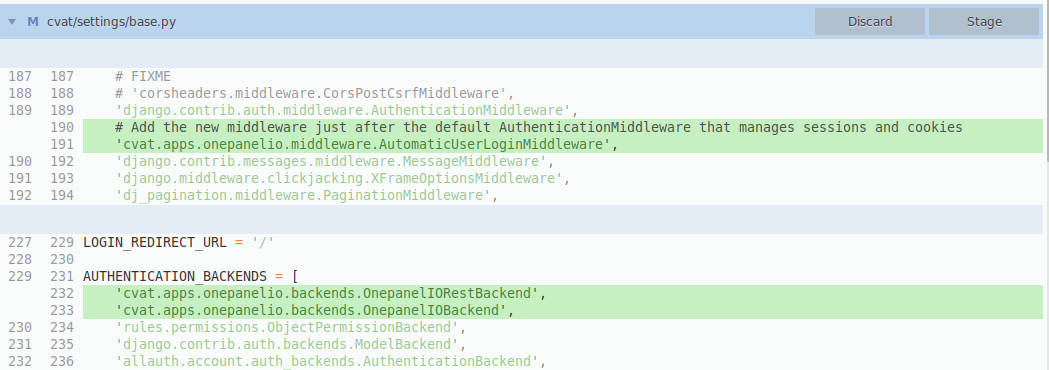 M cvat/settings/base.py Discard Stage
187 187 # FIXME
188 188 # 'corsheaders.middleware.CorsPostCsrfMiddleware',
189 189 'django.contrib.auth.middleware.AuthenticationMiddleware',
190 # Add the new middleware just after the default AuthenticationMiddleware that manages sessions and cookies
191 'cvat.apps.onepanelio.middleware.AutomaticUserLoginMiddleware',
190 192 'django.contrib.messages.middleware.MessageMiddleware',
191 193 'django.middleware.clickjacking.XFrameOptionsMiddleware',
192 194 'dj_pagination.middleware.PaginationMiddleware',
227 229 LOGIN_REDIRECT_URL = '/'
228 230
229 231 AUTHENTICATION_BACKENDS = [
232 'cvat.apps.onepanelio.backends.OnepanelIORestBackend',
233 'cvat.apps.onepanelio.backends.OnepanelIOBackend',
230 234 'rules.permissions.ObjectPermissionBackend',
231 235 'django.contrib.auth.backends.ModelBackend',
232 236 'allauth.account.auth_backends.AuthenticationBackend',